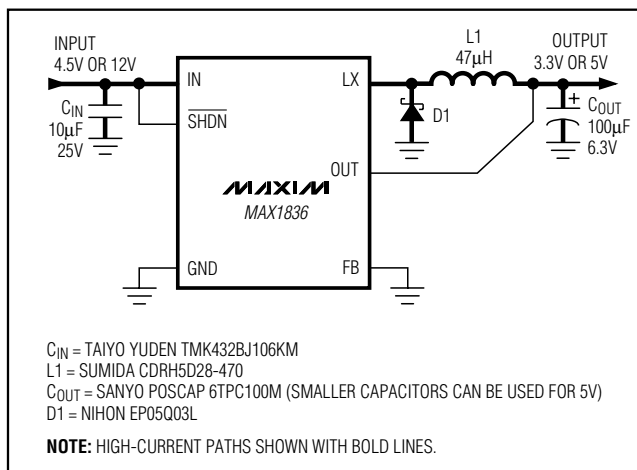 INPUT
4.5V OR 12V
CIN
10µF
25V
IN
SHDN
GND
LX
OUT
FB
MAXIM
MAX1836
L1
47µH
D1
OUTPUT
3.3V OR 5V
+
COUT
100µF
6.3V
CIN = TAIYO YUDEN TMK432BJ106KM
L1 = SUMIDA CDRH5D28-470
COUT = SANYO POSCAP 6TPC100M (SMALLER CAPACITORS CAN BE USED FOR 5V)
D1 = NIHON EP05Q03L
NOTE: HIGH-CURRENT PATHS SHOWN WITH BOLD LINES.